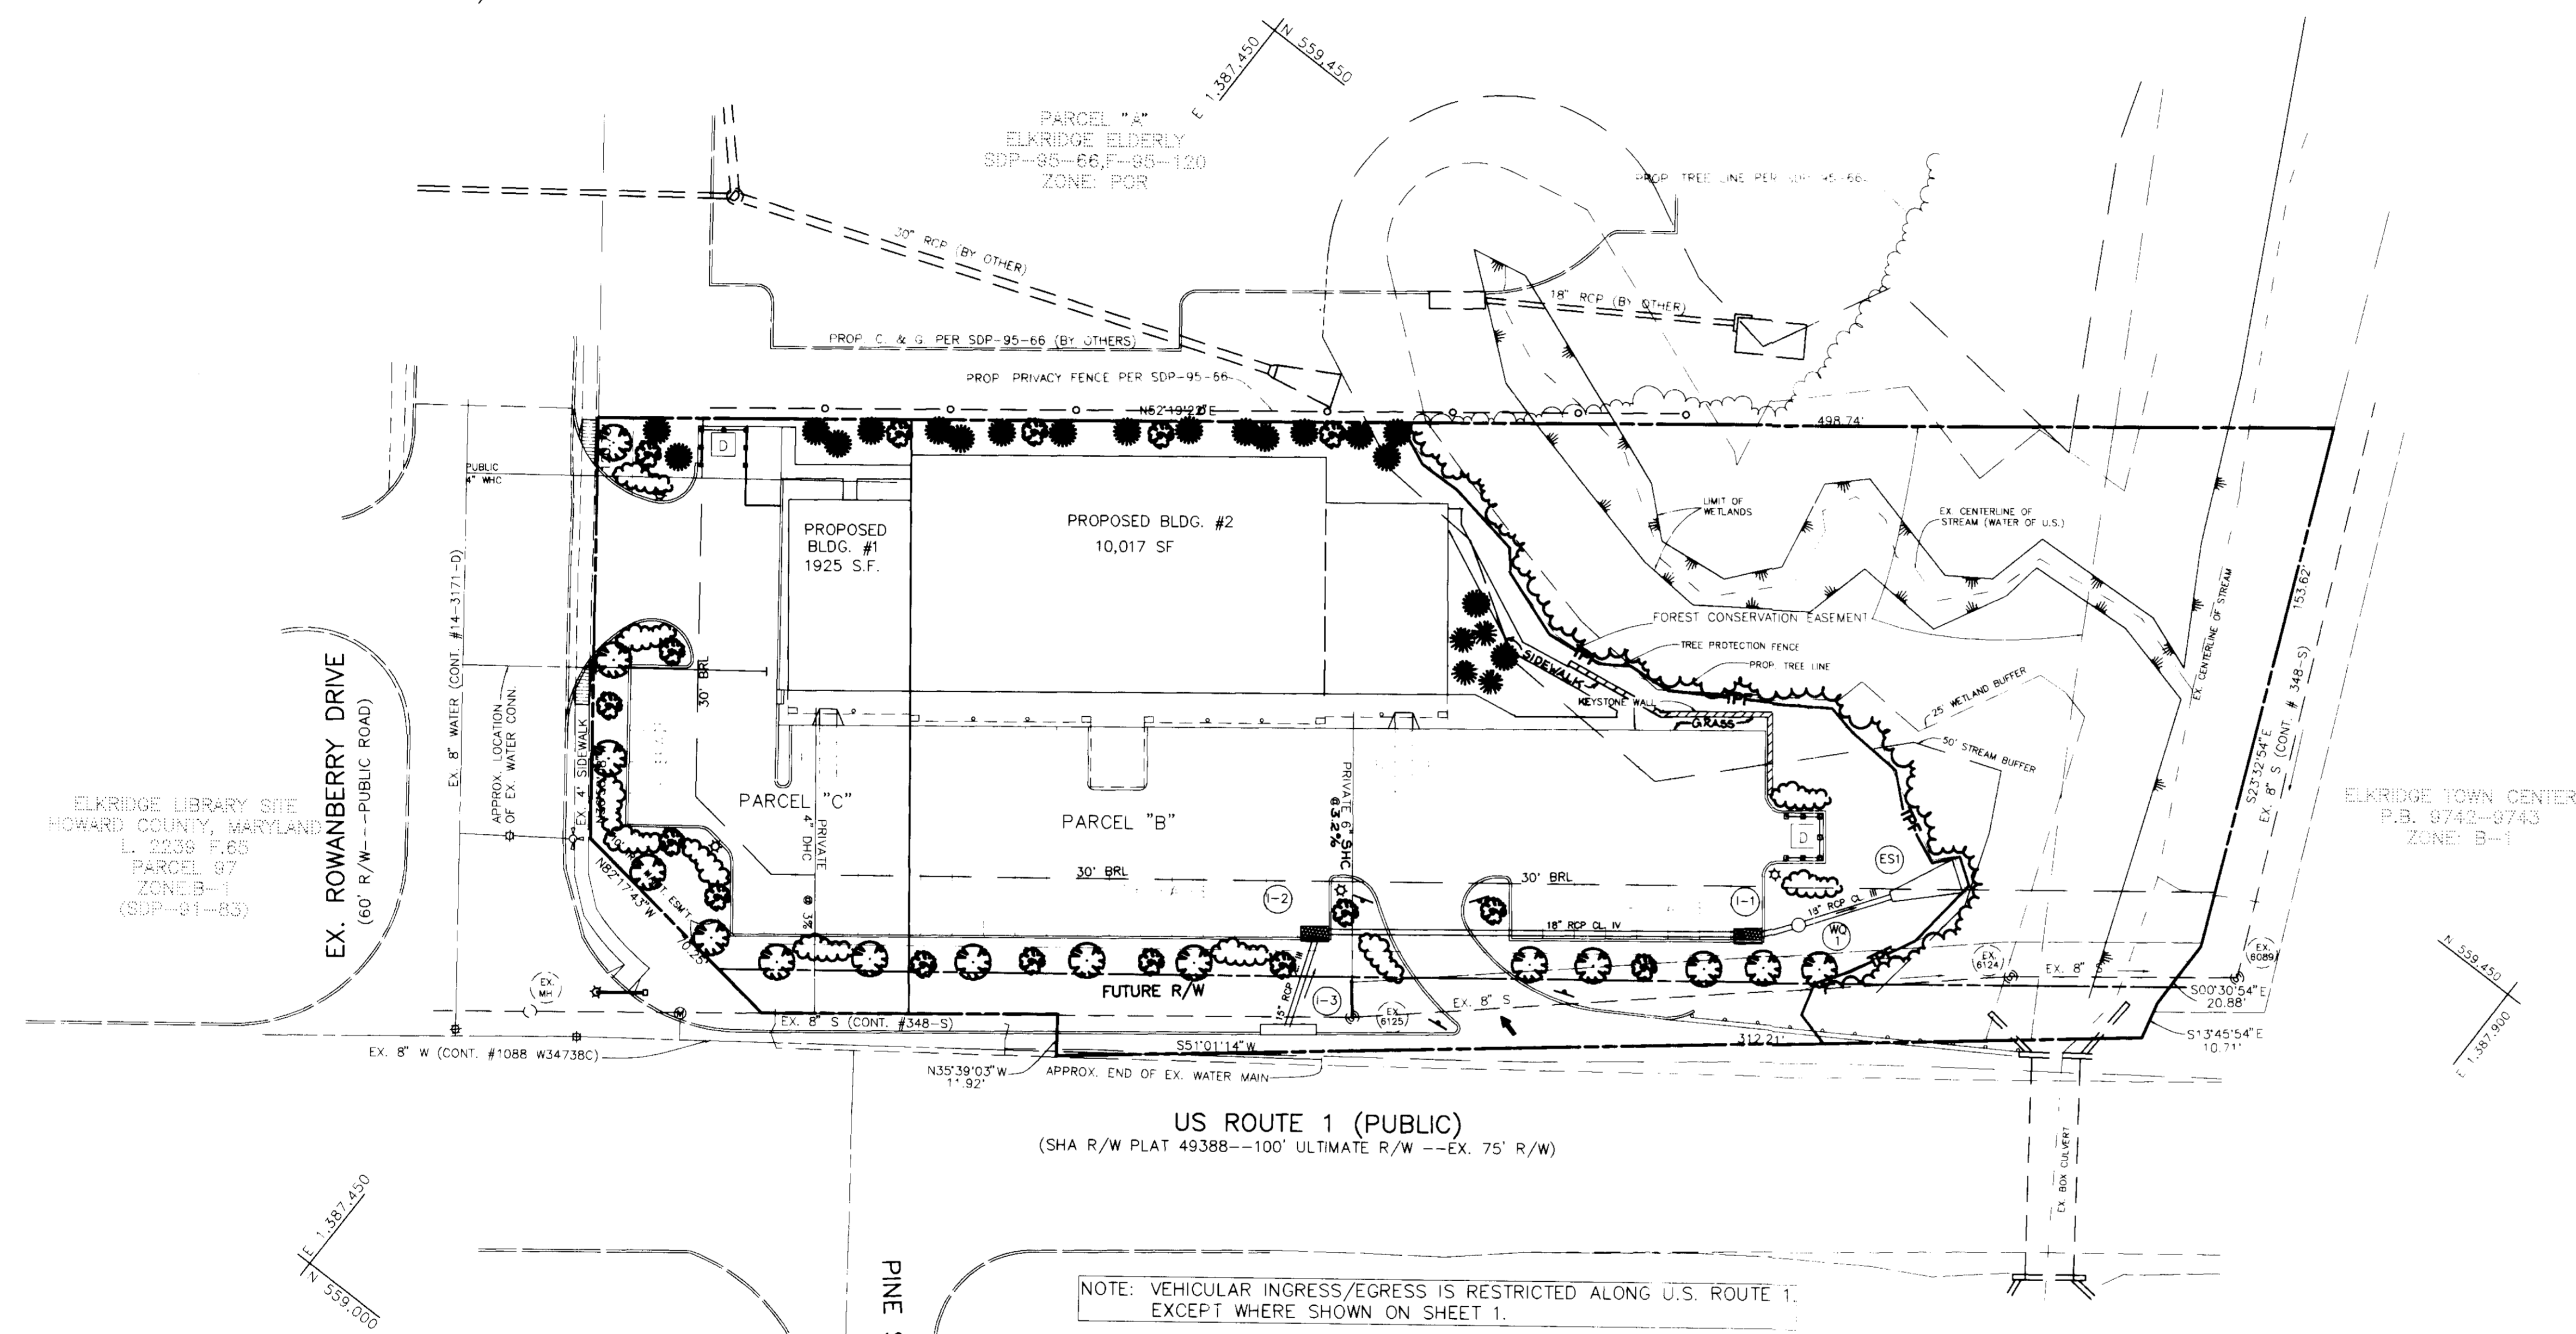 N 559,450
E 1,387,450
PARCEL "A"
ELKRIDGE ELDERLY
SDP-95-66,F-95-120
ZONE: POR
PROP. TREE LINE PER SDP 95-66
30" RCP (BY OTHER)
18" RCP (BY OTHER)
PROP. C. & G. PER SDP-95-66 (BY OTHERS)
PROP PRIVACY FENCE PER SDP-95-66
N52°19'22"E
498.74'
D
PUBLIC
4" WHC
PROPOSED
BLDG. #1
1925 S.F.
PROPOSED BLDG. #2
10,017 SF
LIMIT OF
WETLANDS
EX. CENTERLINE OF
STREAM (WATER OF U.S.)
EX. 8" WATER (CONT. #14-3171-D)
FOREST CONSERVATION EASEMENT
TREE PROTECTION FENCE
PROP TREE LINE
TPF
SIDEWALK
KEYSTONE WALL
GRASS
TPF
25' WETLAND BUFFER
50' STREAM BUFFER
EX. CENTERLINE OF STREAM
153.62'
S23°32'54"E
EX. 8" S (CONT. # 348-S)
30' BRL
EX. ROWANBERRY DRIVE
(60' R/W---PUBLIC ROAD)
APPROX. LOCATION
OF EX. WATER CONN.
EX. 4' SIDEWALK
ELKRIDGE LIBRARY SITE
HOWARD COUNTY, MARYLAND
L. 2239 F.65
PARCEL 97
ZONE:B-1
(SDP-91-83)
ELKRIDGE TOWN CENTER
P.B. 9742-9743
ZONE: B-1
PARCEL "C"
PARCEL "B"
PRIVATE
4" DHC @ 3%
PRIVATE 6" SHC
@3.2%
D
TPF
ES1
N82°17'43"W
70.25'
ESM'T.
30' BRL
30' BRL
I-2
I-1
18" RCP CL. IV
18" RCP CL III
WQ
1
EX.
6124
EX. 8" S
EX.
6089
N 559,450
E 1,387,900
S00°30'54"E
20.88'
FUTURE R/W
EX.
MH
15" RCP
I-3
EX
6125
EX. 8" S
EX. 8" S (CONT. #348-S)
S13°45'54"E
10.71'
EX. 8" W (CONT. #1088 W34738C)
S51°01'14"W
312.21'
N35°39'03"W
11.92'
APPROX. END OF EX. WATER MAIN
US ROUTE 1 (PUBLIC)
(SHA R/W PLAT 49388--100' ULTIMATE R/W --EX. 75' R/W)
EX. BOX CULVERT
E 1,387,450
N 559,000
PINE
NOTE: VEHICULAR INGRESS/EGRESS IS RESTRICTED ALONG U.S. ROUTE 1.
EXCEPT WHERE SHOWN ON SHEET 1.